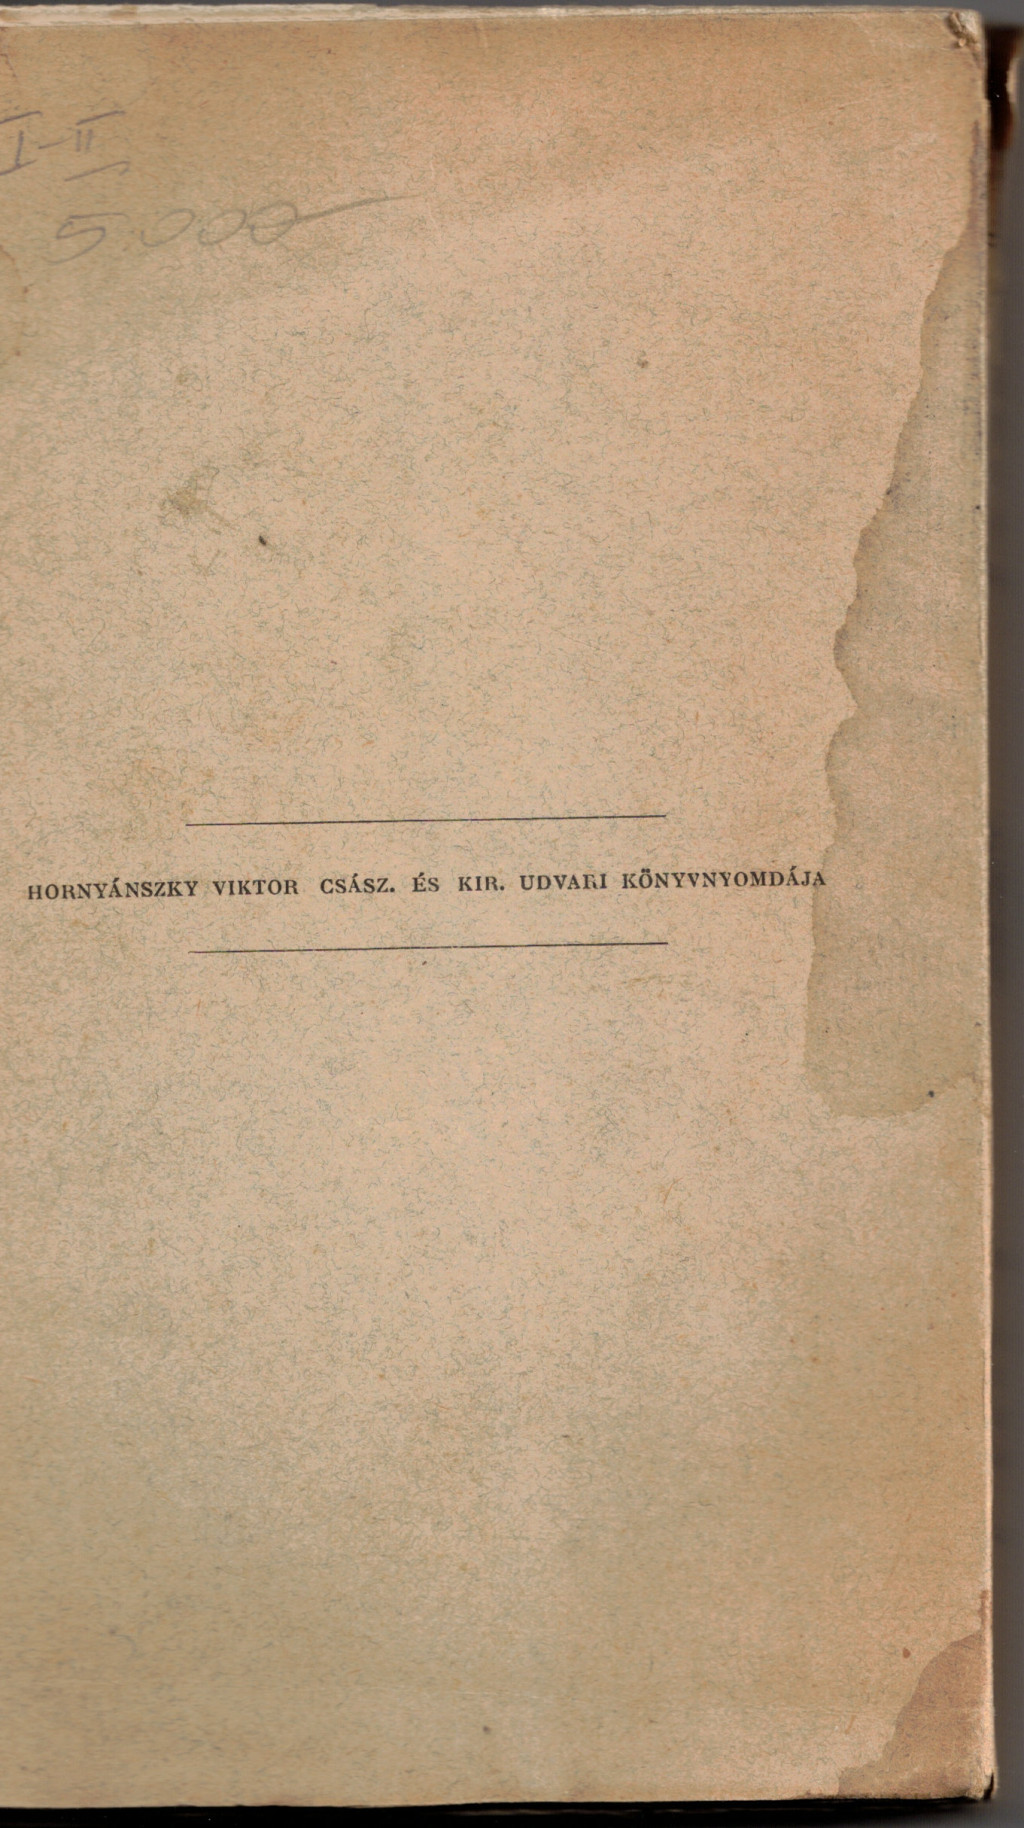 I-II
5.000
HORNYÁNSZKY VIKTOR CSÁSZ. ÉS KIR. UDVARI KÖNYVNYOMDÁJA